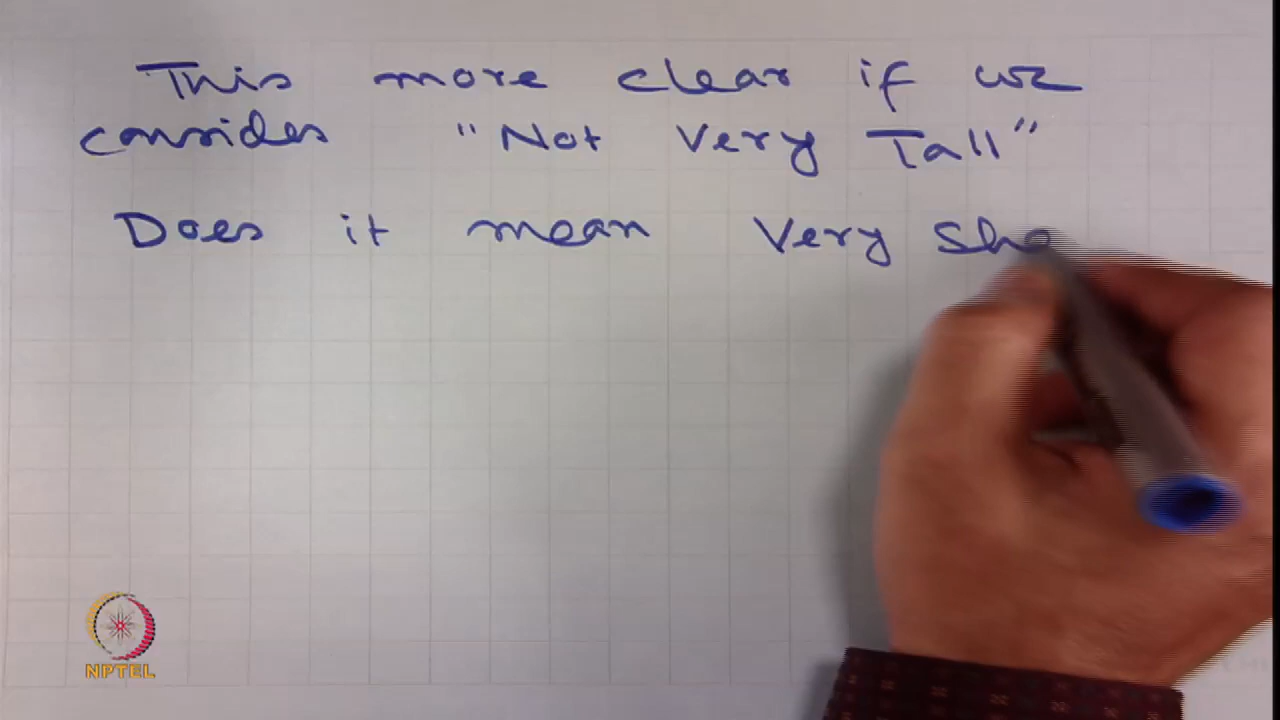 This more clear if we
consider "Not Very Tall"
Does it mean Very Sho
NPTEL